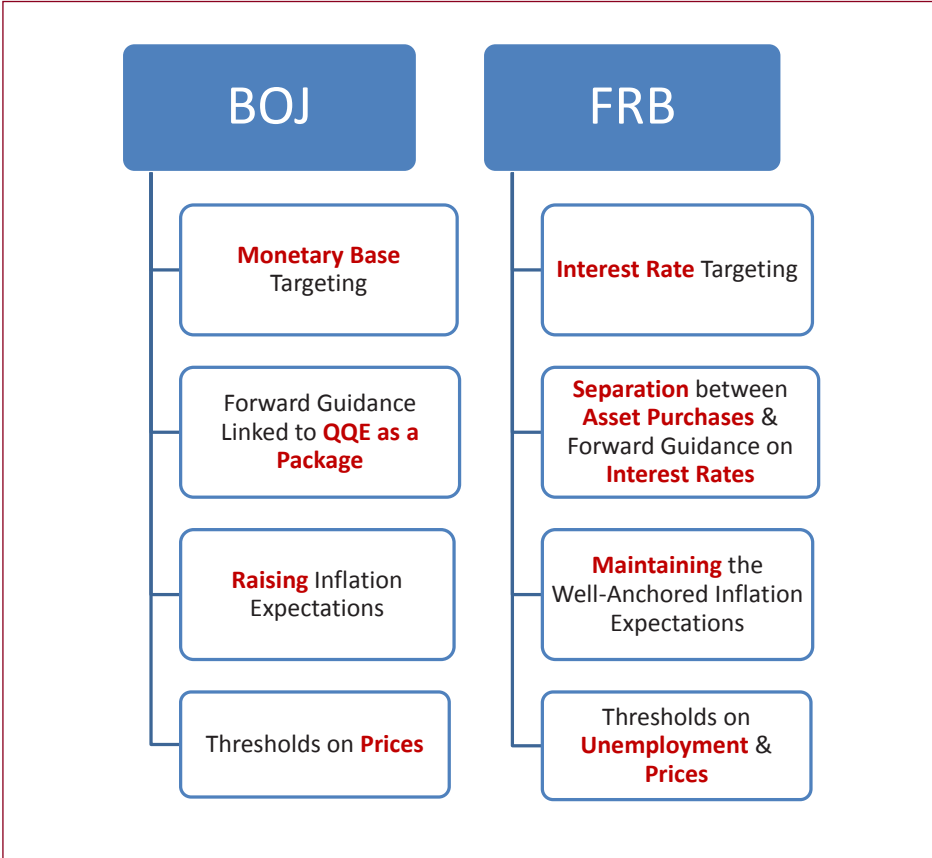 BOJ
Monetary Base
Targeting
Forward Guidance
Linked to QQE as a
Package
Raising Inflation
Expectations
Thresholds on Prices
FRB
Interest Rate Targeting
Separation between
Asset Purchases &
Forward Guidance on
Interest Rates
Maintaining the
Well-Anchored Inflation
Expectations
Thresholds on
Unemployment &
Prices